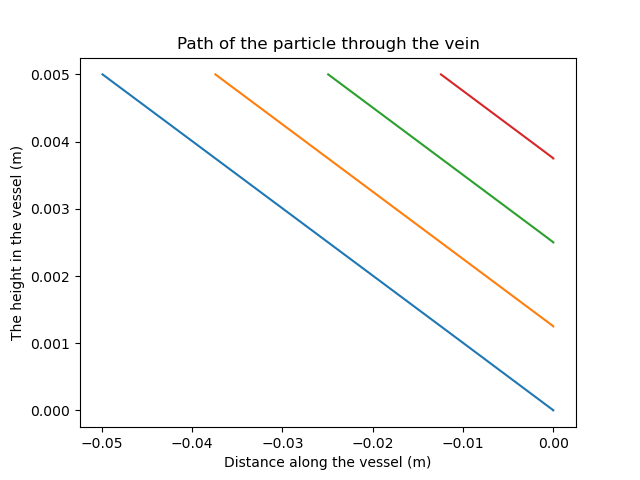 Path of the particle through the vein
0.005
0.004
0.003
0.002
0.001
0.000
The height in the vessel (m)
−0.05 −0.04 −0.03 −0.02 −0.01 0.00
Distance along the vessel (m)